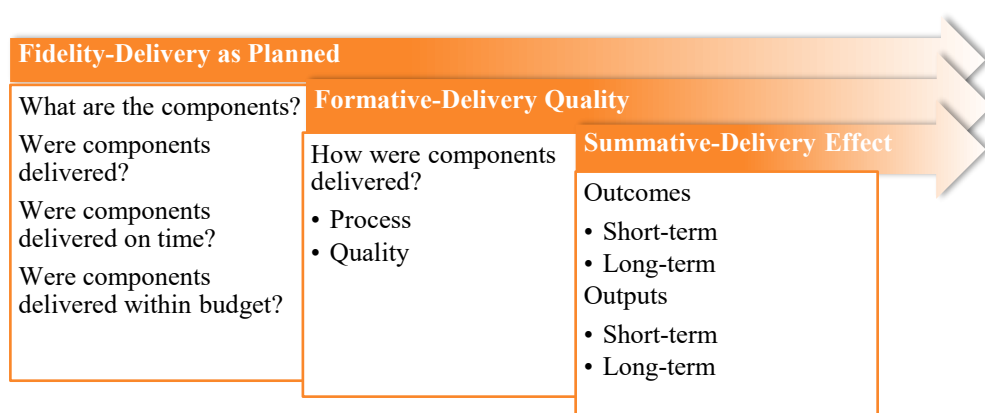 Fidelity-Delivery as Planned
What are the components?
Were components
delivered?
Were components
delivered on time?
Were components
delivered within budget?
Formative-Delivery Quality
How were components
delivered?
• Process
• Quality
Summative-Delivery Effect
Outcomes
• Short-term
• Long-term
Outputs
• Short-term
• Long-term